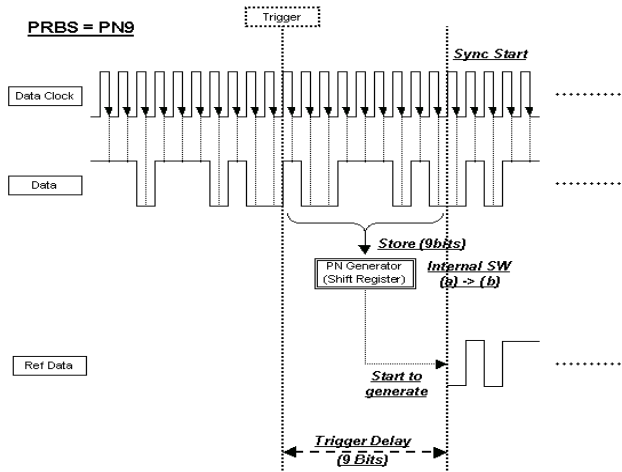 Trigger
PRBS = PN9
Sync Start
Data Clock
Data
Store (9bits)
PN Generator
(Shift Register)
Internal SW
(a) -> (b)
Ref Data
Start to
generate
Trigger Delay
(9 Bits)